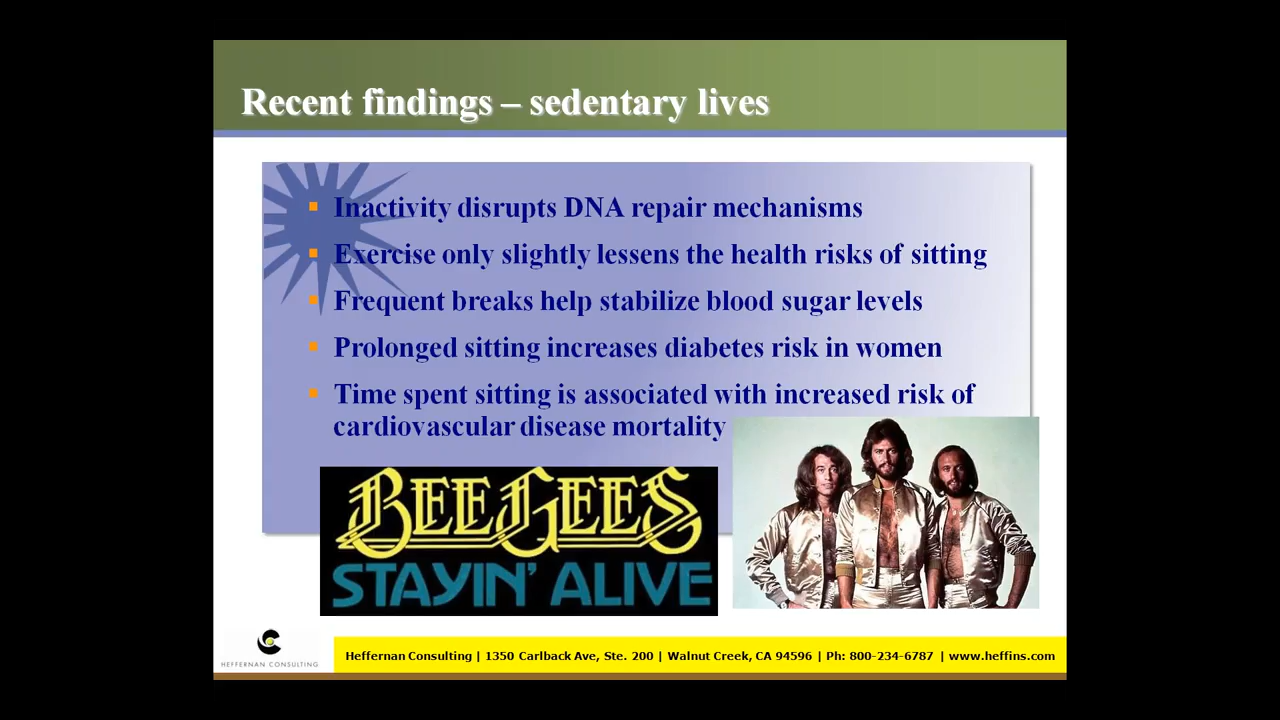 Recent findings – sedentary lives
Inactivity disrupts DNA repair mechanisms
Exercise only slightly lessens the health risks of sitting
Frequent breaks help stabilize blood sugar levels
Prolonged sitting increases diabetes risk in women
Time spent sitting is associated with increased risk of
cardiovascular disease mortality
BEE GEES
STAYIN' ALIVE
HEFFERNAN CONSULTING
Heffernan Consulting | 1350 Carlback Ave, Ste. 200 | Walnut Creek, CA 94596 | Ph: 800-234-6787 | www.heffins.com